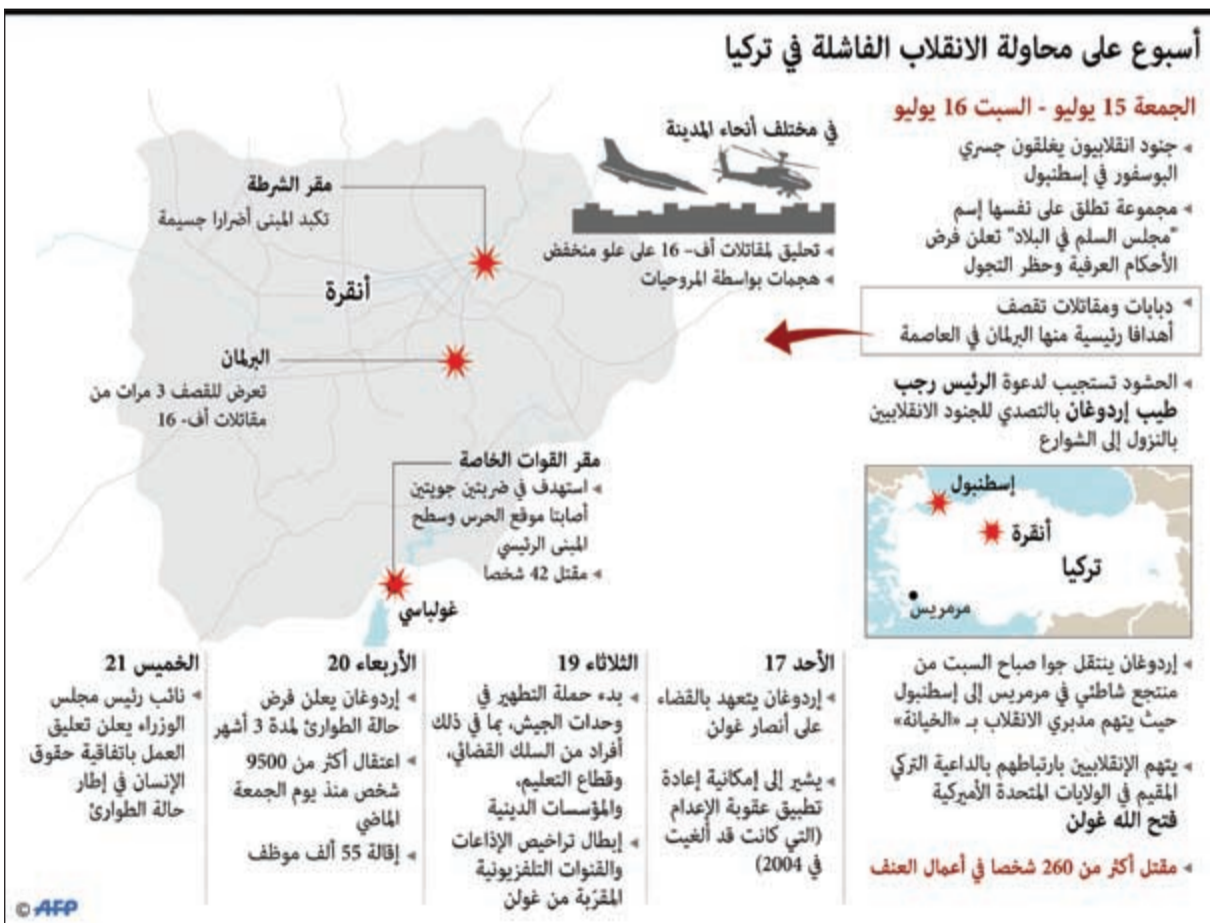 أسبوع على محاولة الانقلاب الفاشلة في تركيا
الجمعة 15 يوليو - السبت 16 يوليو
جنود انقلابيون يغلقون جسري
البوسفور في إسطنبول
مجموعة تطلق على نفسها إسم
"مجلس السلم في البلاد" تعلن فرض
الأحكام العرفية وحظر التجول
دبابات ومقاتلات تقصف
أهدافا رئيسية منها البرلمان في العاصمة
الحشود تستجيب لدعوة الرئيس رجب
طيب إردوغان بالتصدي للجنود الانقلابيين
بالنزول إلى الشوارع
في مختلف أنحاء المدينة
تحليق لمقاتلات أف- 16 على علو منخفض
هجمات بواسطة المروحيات
مقر الشرطة
تكبد المبنى أضرارا جسيمة
أنقرة
البرلمان
تعرض للقصف 3 مرات من
مقاتلات أف- 16
مقر القوات الخاصة
استهدف في ضربتين جويتين
أصابتا موقع الحرس وسطح
المبنى الرئيسي
مقتل 42 شخصا
غولباسي
إسطنبول
أنقرة
تركيا
مرمريس
إردوغان ينتقل جوا صباح السبت من
منتجع شاطئي في مرمريس إلى إسطنبول
حيث يتهم مدبري الانقلاب بـ «الخيانة»
يتهم الإنقلابيين بارتباطهم بالداعية التركي
المقيم في الولايات المتحدة الأميركية
فتح الله غولن
مقتل أكثر من 260 شخصا في أعمال العنف
الأحد 17
إردوغان يتعهد بالقضاء
على أنصار غولن
يشير إلى إمكانية إعادة
تطبيق عقوبة الإعدام
(التي كانت قد ألغيت
في 2004)
الثلاثاء 19
بدء حملة التطهير في
وحدات الجيش، بما في ذلك
أفراد من السلك القضائي،
وقطاع التعليم،
والمؤسسات الدينية
إبطال تراخيص الإذاعات
والقنوات التلفزيونية
المقرّبة من غولن
الأربعاء 20
إردوغان يعلن فرض
حالة الطوارئ لمدة 3 أشهر
اعتقال أكثر من 9500
شخص منذ يوم الجمعة
الماضي
إقالة 55 ألف موظف
الخميس 21
نائب رئيس مجلس
الوزراء يعلن تعليق
العمل باتفاقية حقوق
الإنسان في إطار
حالة الطوارئ
© AFP